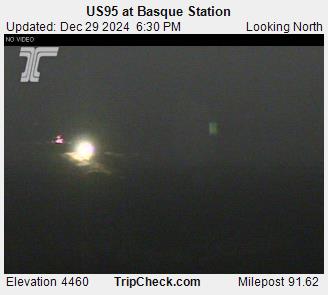 US95 at Basque Station
Updated: Dec 29 2024 6:30 PM Looking North
NO VIDEO
Elevation 4460 TripCheck.com Milepost 91.62